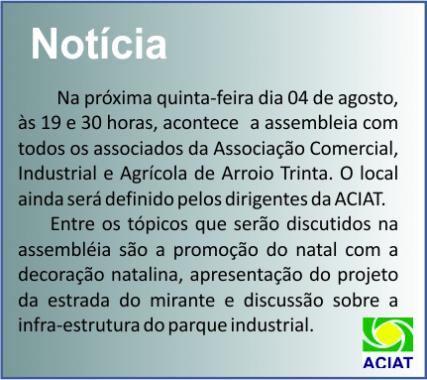 Notícia
Na próxima quinta-feira dia 04 de agosto,
às 19 e 30 horas, acontece a assembleia com
todos os associados da Associação Comercial,
Industrial e Agrícola de Arroio Trinta. O local
ainda será definido pelos dirigentes da ACIAT.
Entre os tópicos que serão discutidos na
assembléia são a promoção do natal com a
decoração natalina, apresentação do projeto
da estrada do mirante e discussão sobre a
infra-estrutura do parque industrial.
ACIAT